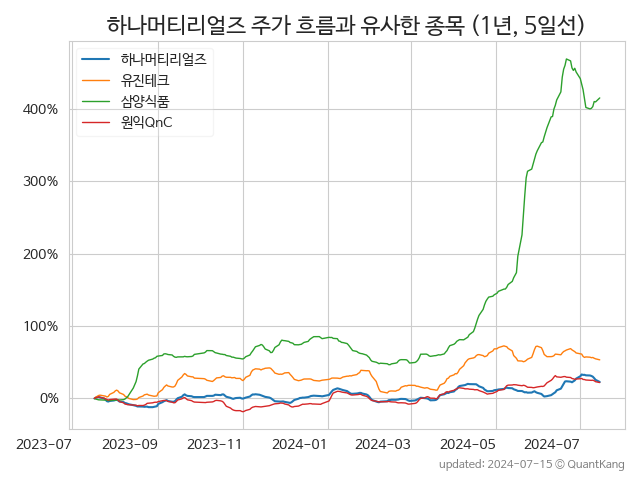 하나머티리얼즈 주가 흐름과 유사한 종목 (1년, 5일선)
하나머티리얼즈
유진테크
삼양식품
원익QnC
400%
300%
200%
100%
0%
2023-07 2023-09 2023-11 2024-01 2024-03 2024-05 2024-07
updated: 2024-07-15 © QuantKang